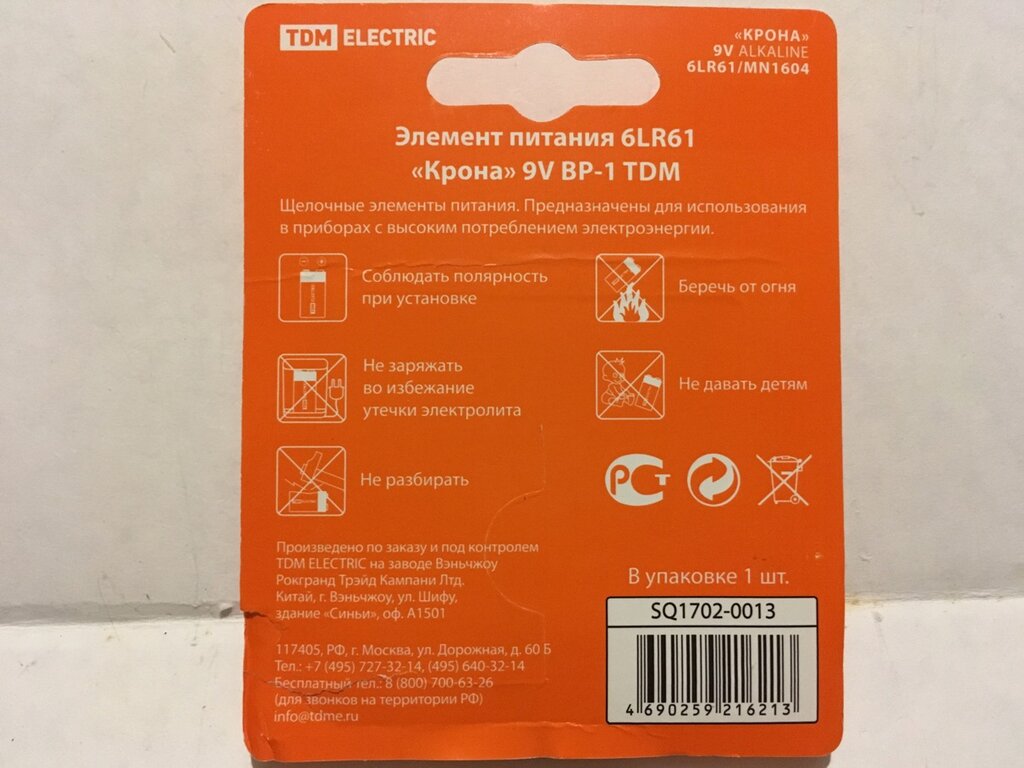 TDM ELECTRIC
«КРОНА»
9V ALKALINE
6LR61/MN1604
Элемент питания 6LR61
«Крона» 9V BP-1 TDM
Щелочные элементы питания. Предназначены для использования
в приборах с высоким потреблением электроэнергии.
Соблюдать полярность
при установке
Беречь от огня
Не заряжать
во избежание
утечки электролита
Не давать детям
Не разбирать
РСТ
Произведено по заказу и под контролем
TDM ELECTRIC на заводе Вэньчжоу
Рокгранд Трэйд Кампани Лтд.
Китай, г. Вэньчжоу, ул. Шифу,
здание «Синьи», оф. А1501
В упаковке 1 шт.
SQ1702-0013
4 690259 216213
117405, РФ, г. Москва, ул. Дорожная, д. 60 Б
Тел.: +7 (495) 727-32-14, (495) 640-32-14
Бесплатный тел.: 8 (800) 700-63-26
(для звонков на территории РФ)
info@tdme.ru